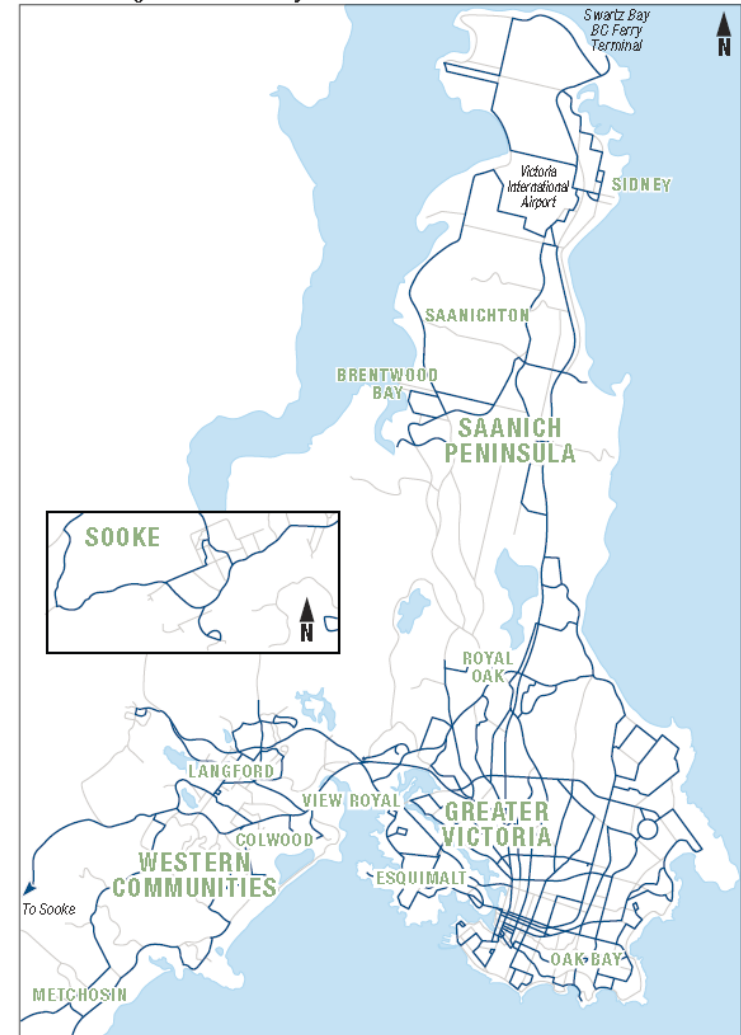 Swartz Bay
BC Ferry
Terminal
N
Victoria
International
Airport
SIDNEY
SAANICHTON
BRENTWOOD
BAY
SAANICH
PENINSULA
SOOKE
N
ROYAL
OAK
LANGFORD
VIEW ROYAL
GREATER
VICTORIA
COLWOOD
WESTERN
COMMUNITIES
ESQUIMALT
To Sooke
OAK BAY
METCHOSIN